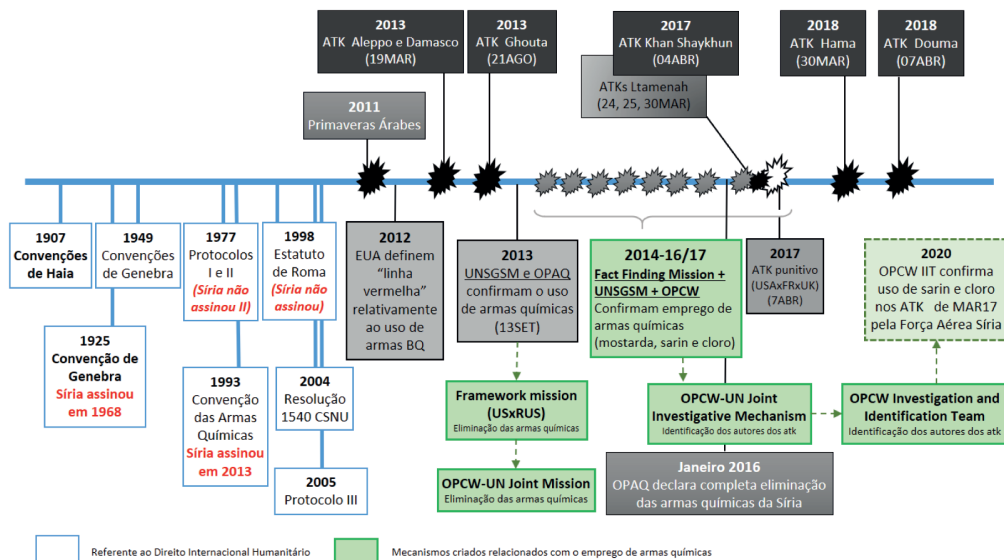 2013
ATK Aleppo e Damasco
(19MAR)
2013
ATK Ghouta
(21AGO)
2017
ATK Khan Shaykhun
(04ABR)
2018
ATK Hama
(30MAR)
2018
ATK Douma
(07ABR)
2011
Primaveras Árabes
ATKs Ltamenah
(24, 25, 30MAR)
1907
Convenções
de Haia
1949
Convenções
de Genebra
1977
Protocolos
I e II
(Síria não
assinou II)
1998
Estatuto
de Roma
(Síria não
assinou)
2012
EUA definem
“linha
vermelha”
relativamente
ao uso de
armas BQ
2013
UNSGSM e OPAQ
confirmam o uso
de armas químicas
(13SET)
2014-16/17
Fact Finding Mission +
UNSGSM + OPCW
Confirmam emprego de
armas químicas
(mostarda, sarin e cloro)
2017
ATK punitivo
(USAxFRxUK)
(7ABR)
2020
OPCW IIT confirma
uso de sarin e cloro
nos ATK de MAR17
pela Força Aérea Síria
1925
Convenção de
Genebra
Síria assinou
em 1968
1993
Convenção
das Armas
Químicas
Síria assinou
em 2013
2004
Resolução
1540 CSNU
2005
Protocolo III
Framework mission
(USxRUS)
Eliminação das armas químicas
OPCW-UN Joint Mission
Eliminação das armas químicas
OPCW-UN Joint
Investigative Mechanism
Identificação dos autores dos atk
OPCW Investigation and
Identification Team
Identificação dos autores dos atk
Janeiro 2016
OPAQ declara completa eliminação
das armas químicas da Síria
Referente ao Direito Internacional Humanitário
Mecanismos criados relacionados com o emprego de armas químicas